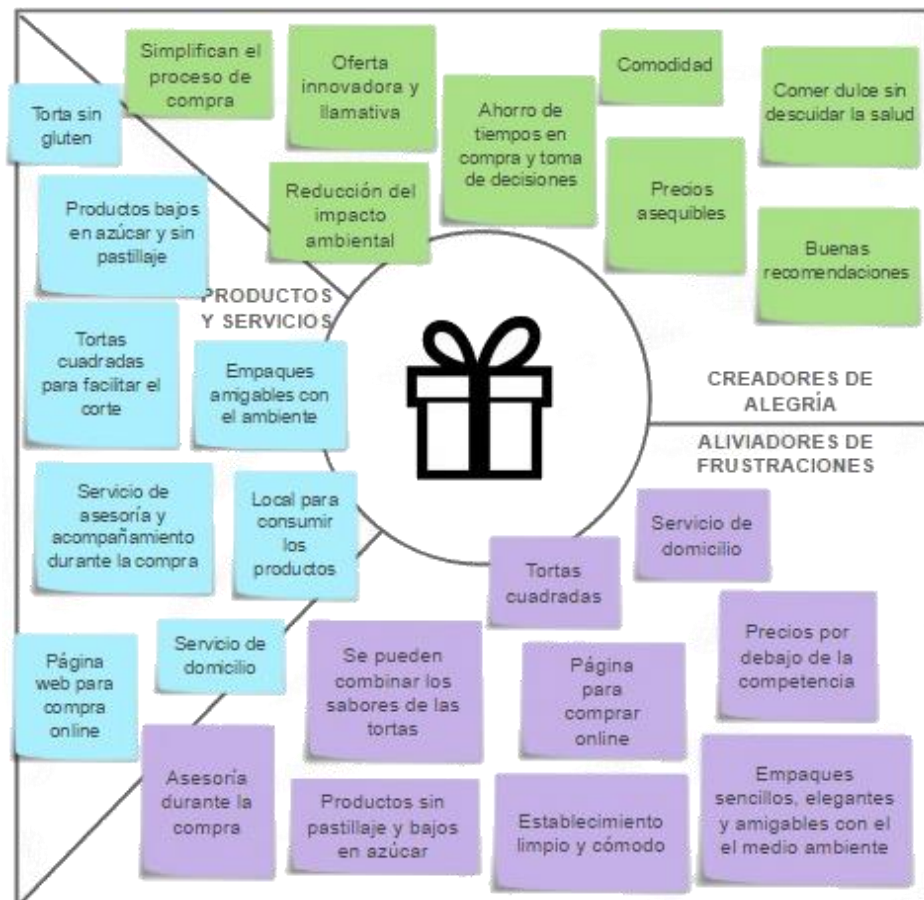 Simplifican el
proceso de
compra
Oferta
innovadora y
llamativa
Ahorro de
tiempos en
compra y toma
de decisiones
Comodidad
Comer dulce sin
descuidar la salud
Reducción del
impacto
ambiental
Precios
asequibles
Buenas
recomendaciones
CREADORES DE
ALEGRÍA
PRODUCTOS
Y SERVICIOS
Torta sin
gluten
Productos bajos
en azúcar y sin
pastillaje
Tortas
cuadradas
para facilitar el
corte
Empaques
amigables con
el ambiente
Servicio de
asesoría y
acompañamiento
durante la compra
Local para
consumir
los
productos
Página
web para
compra
online
Servicio de
domicilio
ALIVIADORES DE
FRUSTRACIONES
Tortas
cuadradas
Servicio de
domicilio
Se pueden
combinar los
sabores de las
tortas
Página
para
comprar
online
Precios por
debajo de la
competencia
Asesoría
durante la
compra
Productos sin
pastillaje y bajos
en azúcar
Establecimiento
limpio y cómodo
Empaques
sencillos, elegantes
y amigables con el
el medio ambiente